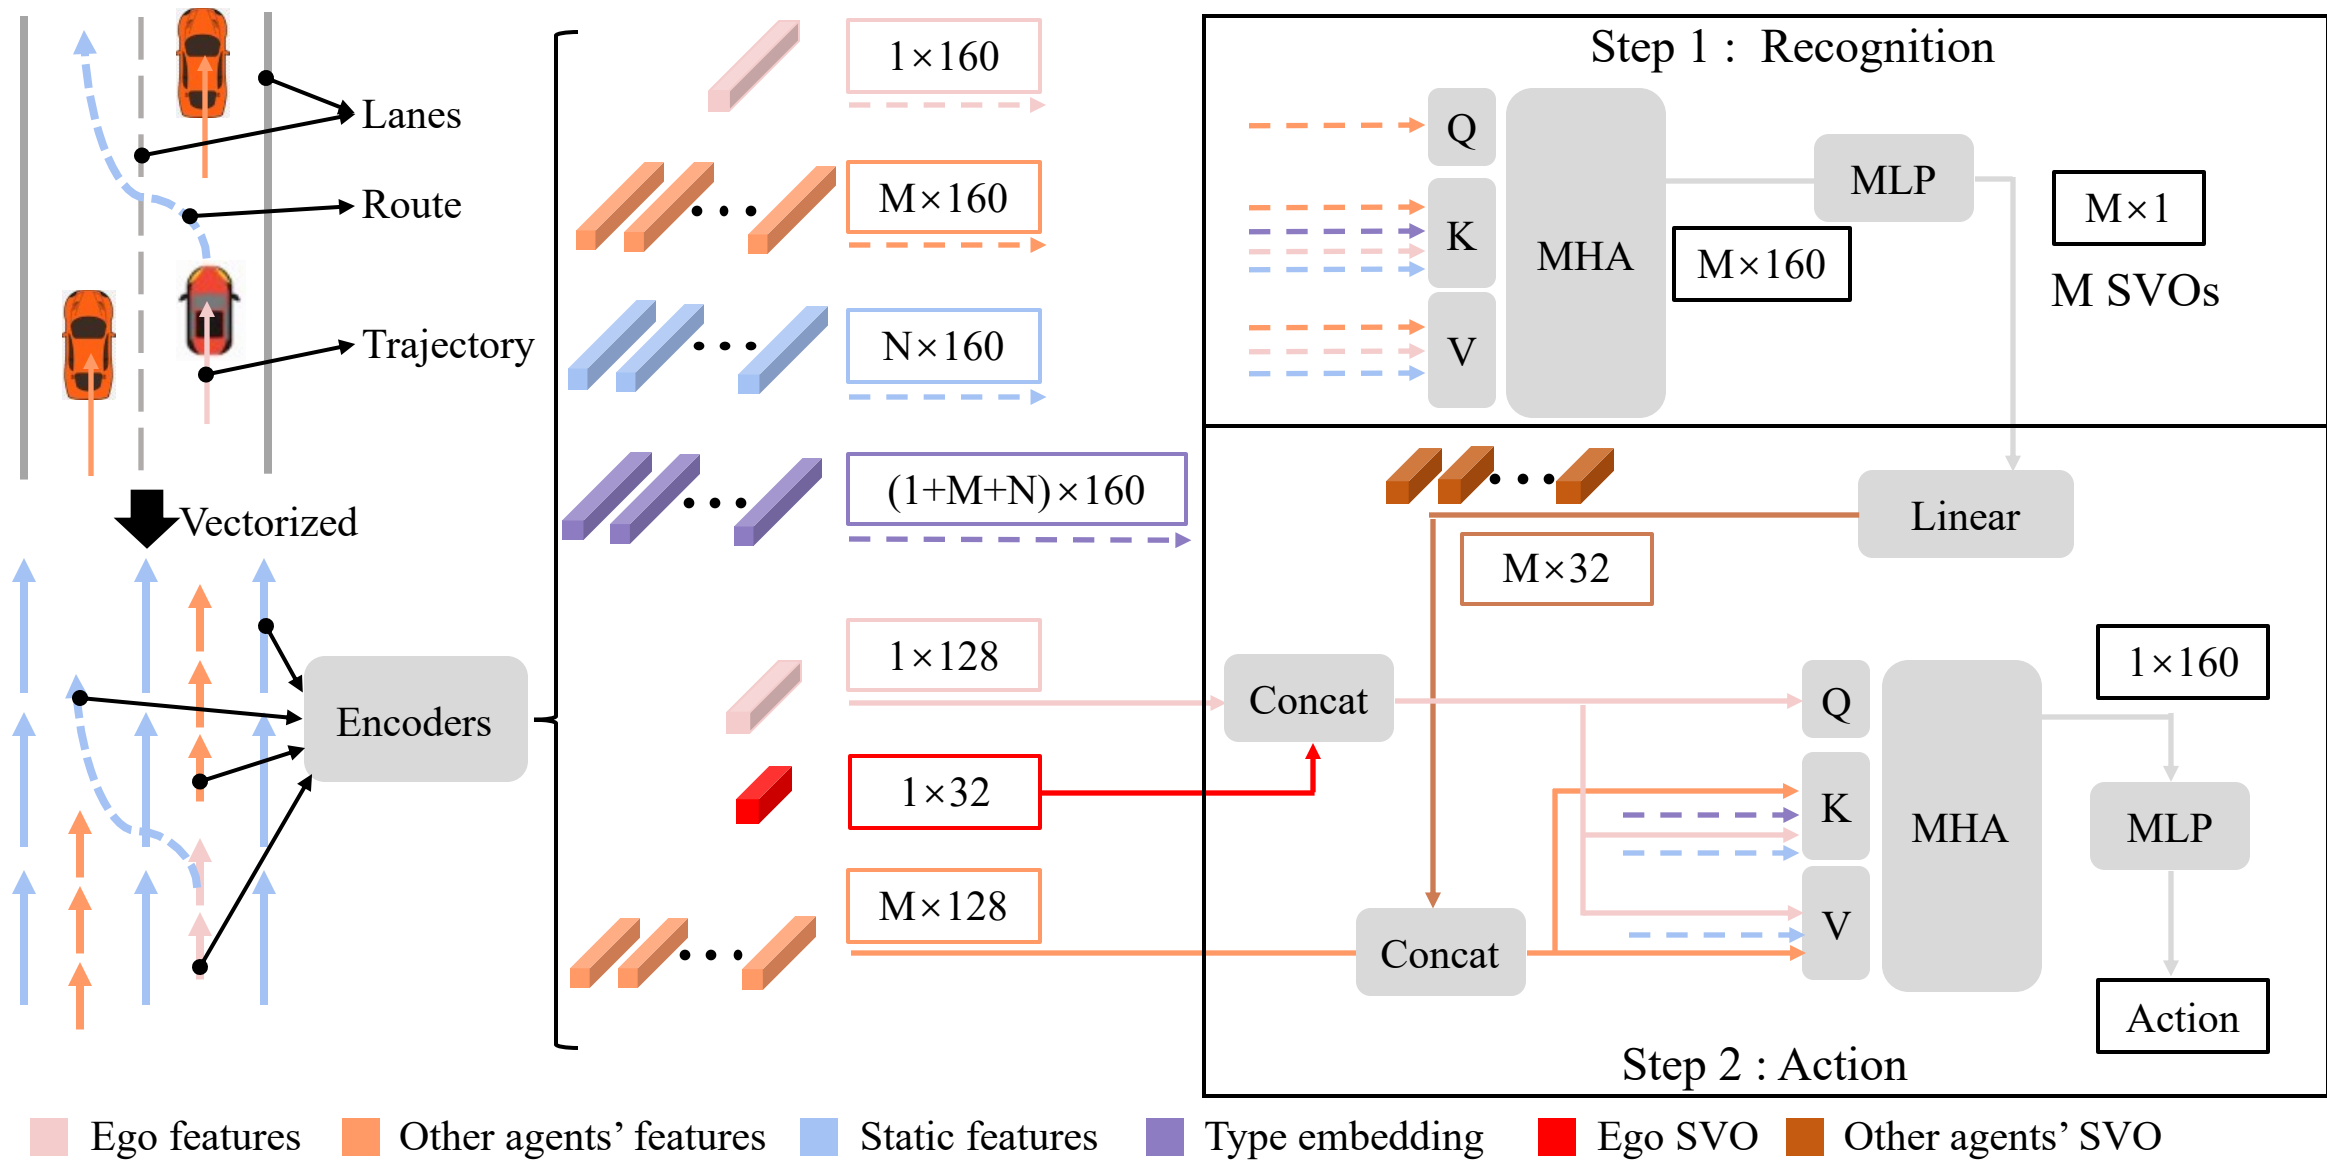 Lanes
Route
Trajectory
Vectorized
Encoders
1×160
M×160
N×160
(1+M+N)×160
1×128
1×32
M×128
Step 1 : Recognition
Q
K
V
MHA
M×160
MLP
M×1
M SVOs
Linear
M×32
Concat
Concat
Q
K
V
MHA
1×160
MLP
Action
Step 2 : Action
Ego features
Other agents’ features
Static features
Type embedding
Ego SVO
Other agents’ SVO